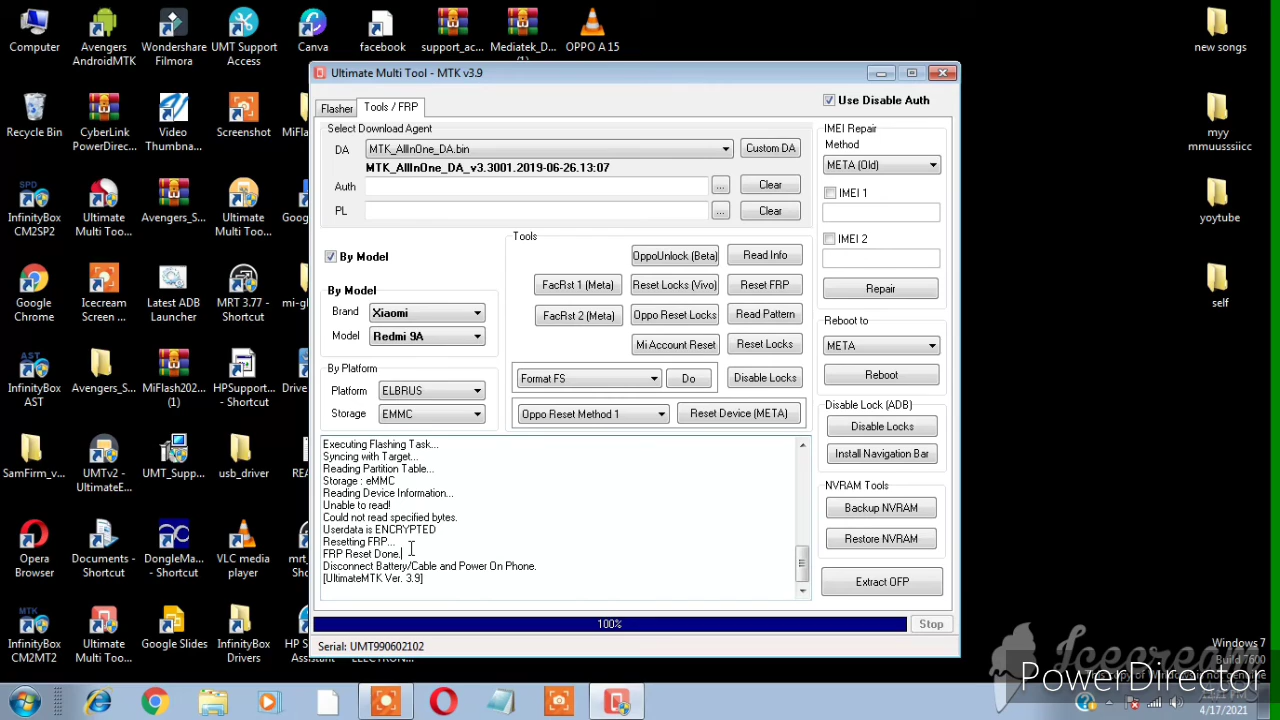 Computer
Avengers AndroidMTK
Wondershare Filmora
UMT Support Access
Canva
facebook
support_ac...
Mediatek_D... (1)
OPPO A 15
new songs
Recycle Bin
CyberLink PowerDirec...
Video Thumbna...
Screenshot
myy mmuusssiicc
InfinityBox CM2SP2
Ultimate Multi Too...
Avengers_S...
Ultimate Multi Too...
yoytube
Google Chrome
Icecream Screen ...
Latest ADB Launcher
MRT 3.77 - Shortcut
self
InfinityBox AST
Avengers_S...
MiFlash202... (1)
HPSupport... - Shortcut
SamFirm_v...
UMTv2 - UltimateE...
UMT_Supp...
usb_driver
Opera Browser
Documents - Shortcut
DongleMa... - Shortcut
VLC media player
InfinityBox CM2MT2
Ultimate Multi Too...
Google Slides
InfinityBox Drivers
Ultimate Multi Tool - MTK v3.9
Flasher
Tools / FRP
Use Disable Auth
Select Download Agent
DA
MTK_AllInOne_DA.bin
Custom DA
MTK_AllInOne_DA_v3.3001.2019-06-26.13:07
Auth
...
Clear
PL
...
Clear
By Model
By Model
Brand
Xiaomi
Model
Redmi 9A
By Platform
Platform
ELBRUS
Storage
EMMC
Tools
OppoUnlock (Beta)
Read Info
FacRst 1 (Meta)
Reset Locks (Vivo)
Reset FRP
FacRst 2 (Meta)
Oppo Reset Locks
Read Pattern
Mi Account Reset
Reset Locks
Format FS
Do
Disable Locks
Oppo Reset Method 1
Reset Device (META)
IMEI Repair
Method
META (Old)
IMEI 1
IMEI 2
Repair
Reboot to
META
Reboot
Disable Lock (ADB)
Disable Locks
Install Navigation Bar
NVRAM Tools
Backup NVRAM
Restore NVRAM
Extract OFP
Executing Flashing Task...
Syncing with Target...
Reading Partition Table...
Storage : eMMC
Reading Device Information...
Unable to read!
Could not read specified bytes.
Userdata is ENCRYPTED
Resetting FRP...
FRP Reset Done.
Disconnect Battery/Cable and Power On Phone.
[UltimateMTK Ver. 3.9]
100%
Stop
Serial: UMT990602102
Windows 7
Build 7600
Icecream
PowerDirector
4/17/2021